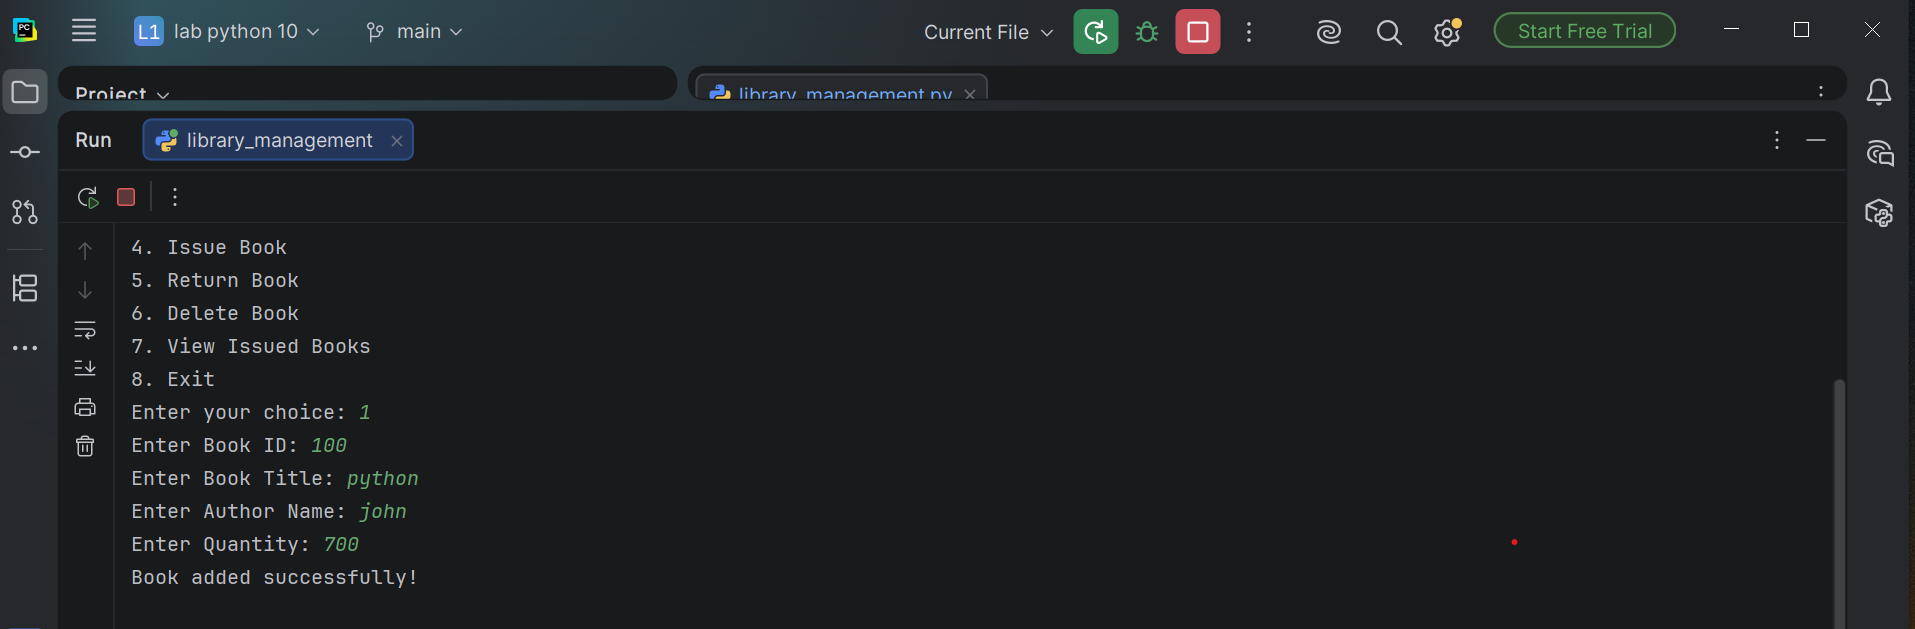 PC
L1 lab python 10
main
Current File
Start Free Trial
Project
library_management.py
Run
library_management
4. Issue Book
5. Return Book
6. Delete Book
7. View Issued Books
8. Exit
Enter your choice: 1
Enter Book ID: 100
Enter Book Title: python
Enter Author Name: john
Enter Quantity: 700
Book added successfully!